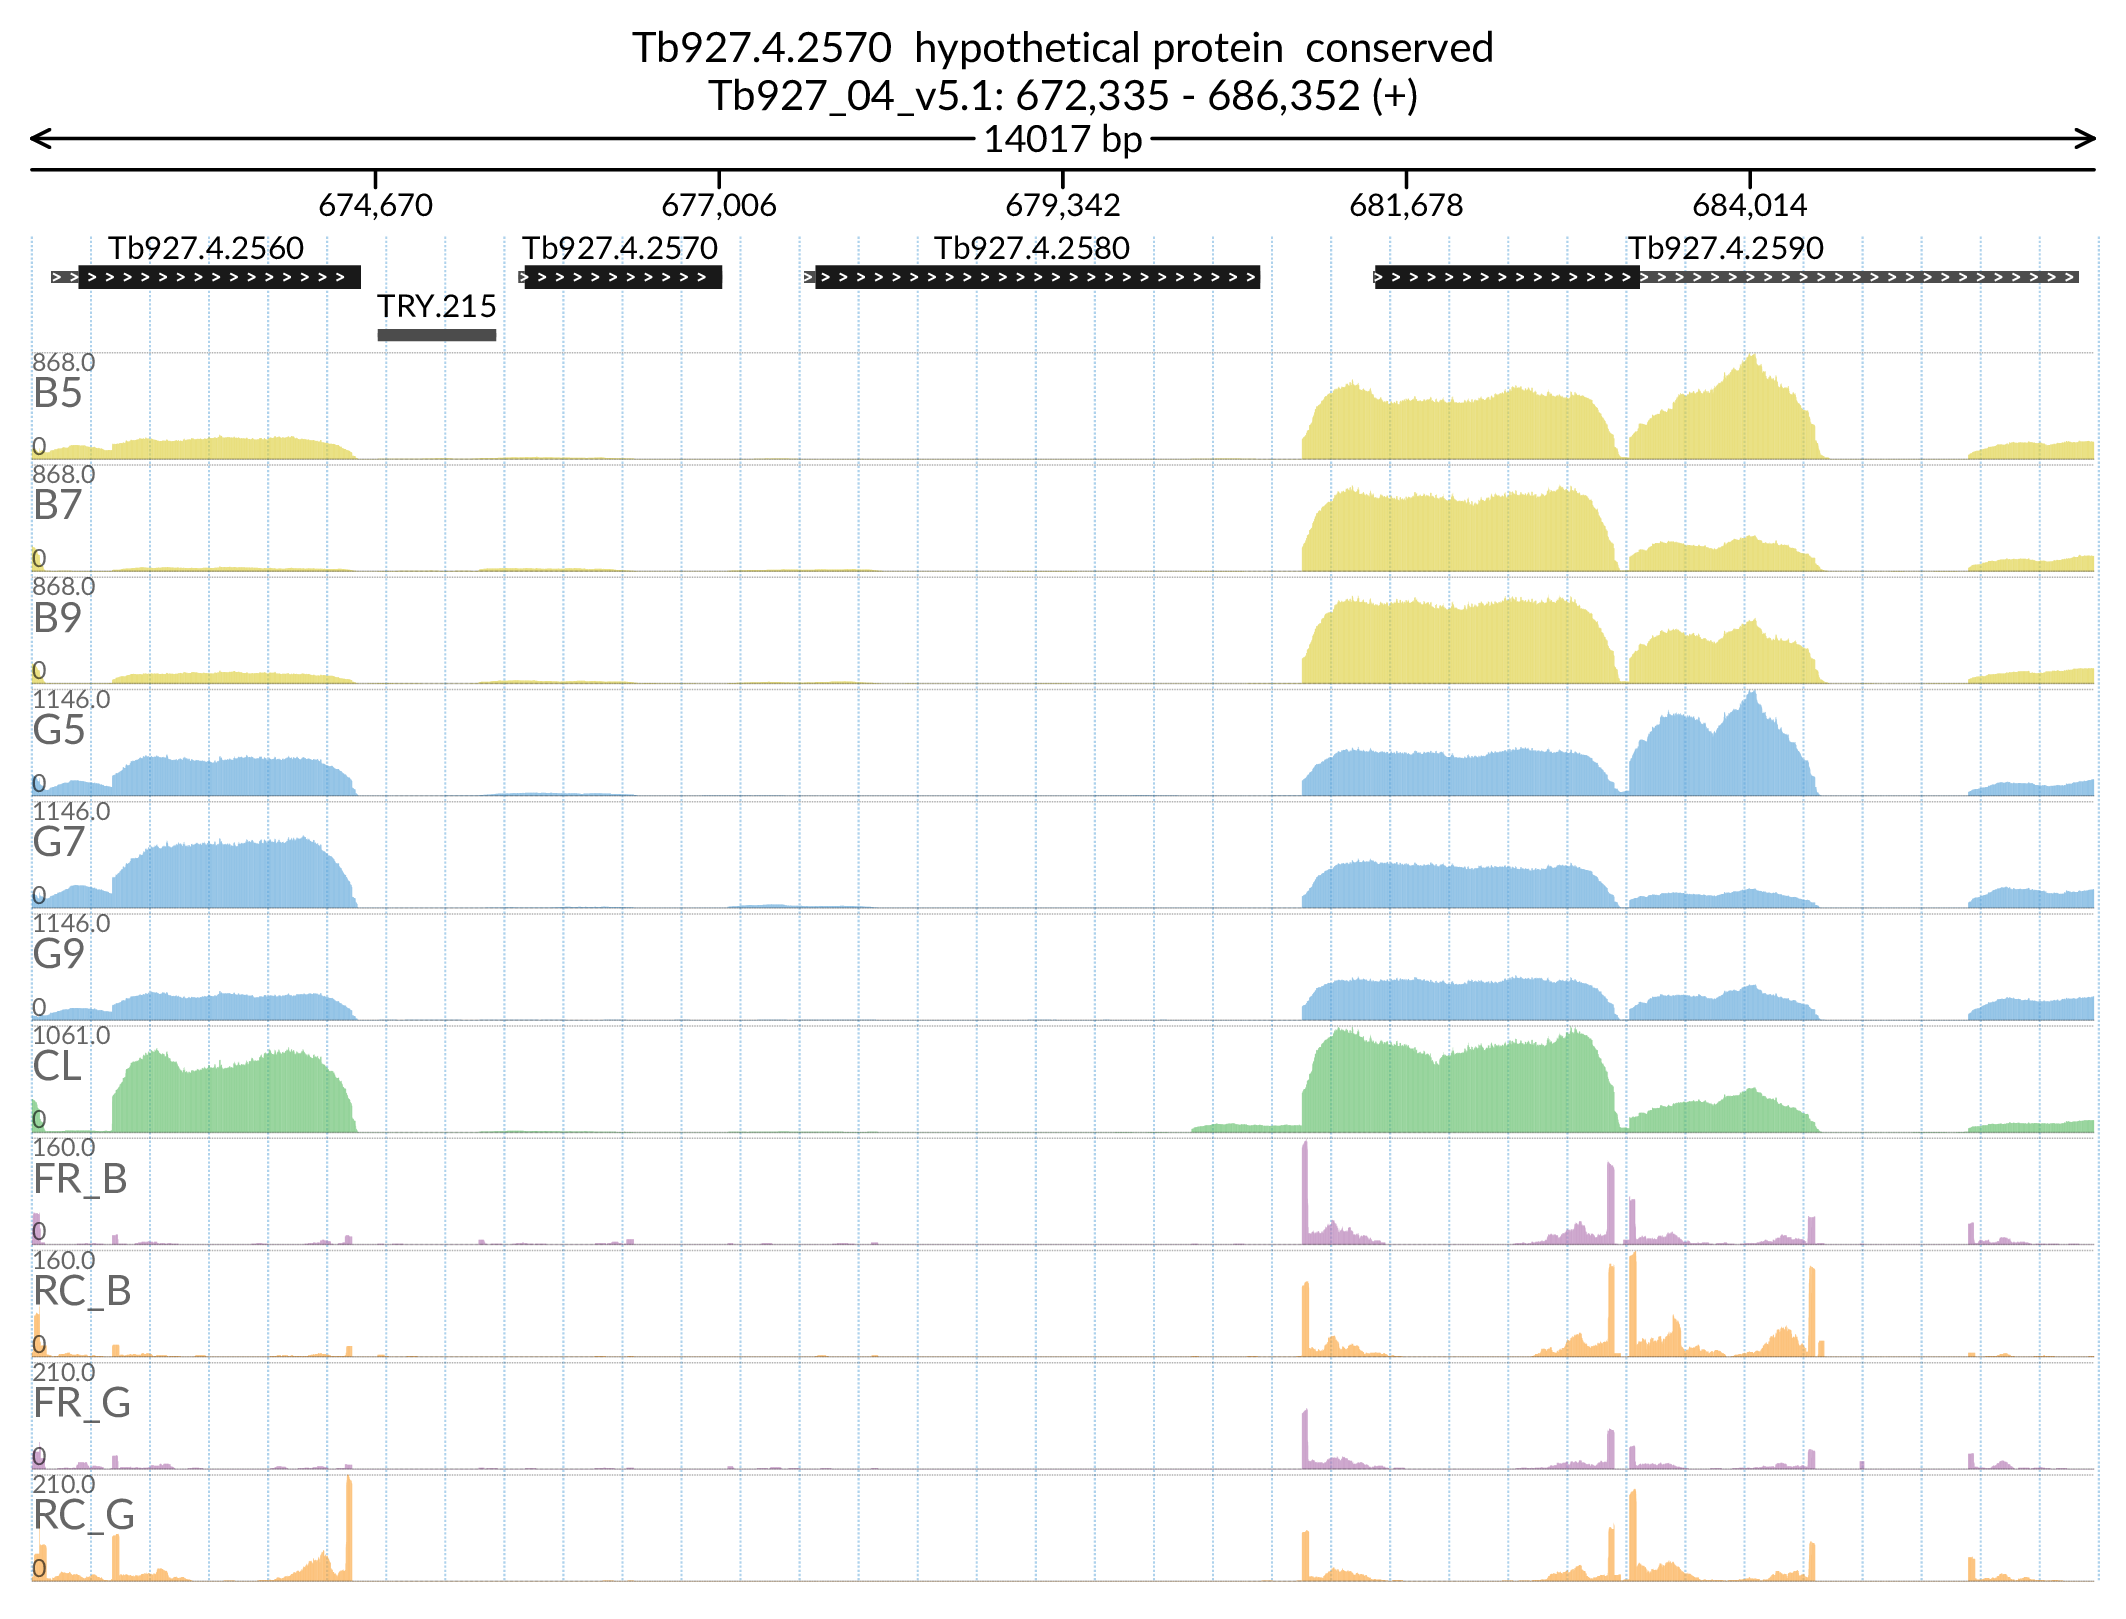 Tb927.4.2570  hypothetical protein  conserved
Tb927_04_v5.1: 672,335 - 686,352 (+)
14017 bp
674,670 677,006 679,342 681,678 684,014
Tb927.4.2560 Tb927.4.2570 Tb927.4.2580 Tb927.4.2590
TRY.215
868.0
B5
0
868.0
B7
0
868.0
B9
0
1146.0
G5
0
1146.0
G7
0
1146.0
G9
0
1061.0
CL
0
160.0
FR_B
0
160.0
RC_B
0
210.0
FR_G
0
210.0
RC_G
0